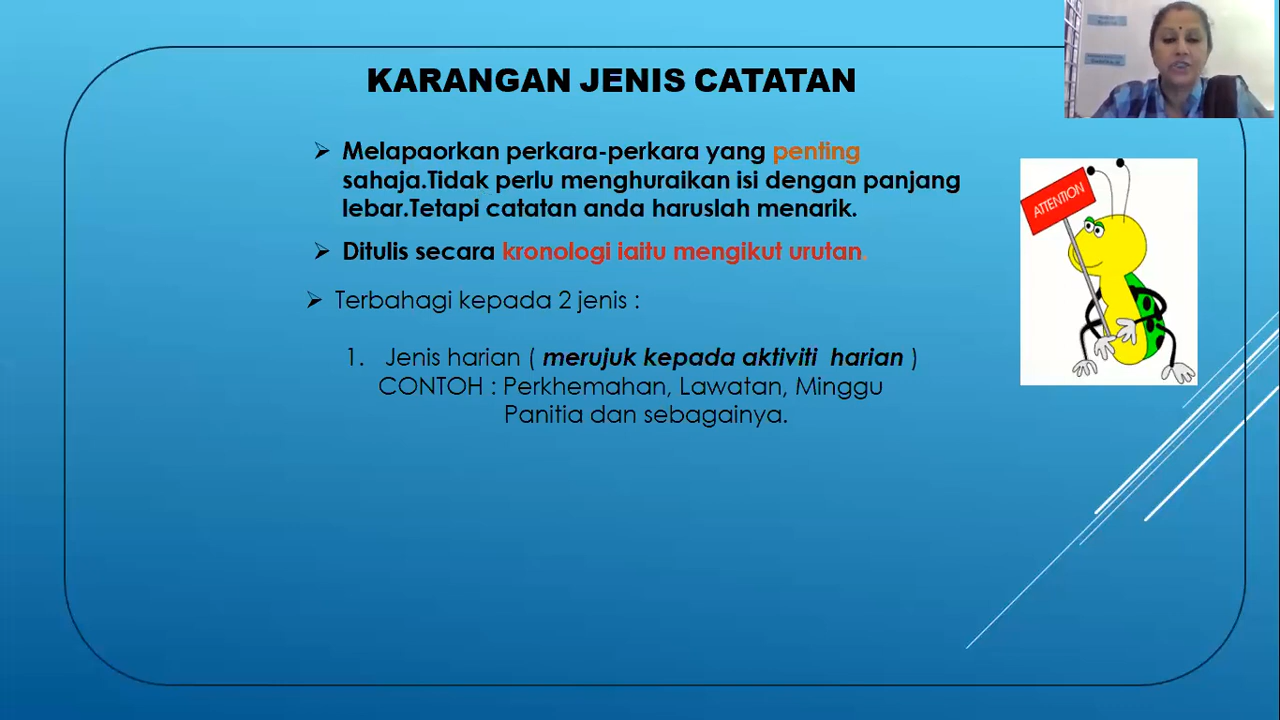 KARANGAN JENIS CATATAN
➢ Melapaorkan perkara-perkara yang penting
sahaja.Tidak perlu menghuraikan isi dengan panjang
lebar.Tetapi catatan anda haruslah menarik.
➢ Ditulis secara kronologi iaitu mengikut urutan.
➢ Terbahagi kepada 2 jenis :
1. Jenis harian ( merujuk kepada aktiviti harian )
CONTOH : Perkhemahan, Lawatan, Minggu
Panitia dan sebagainya.
ATTENTION